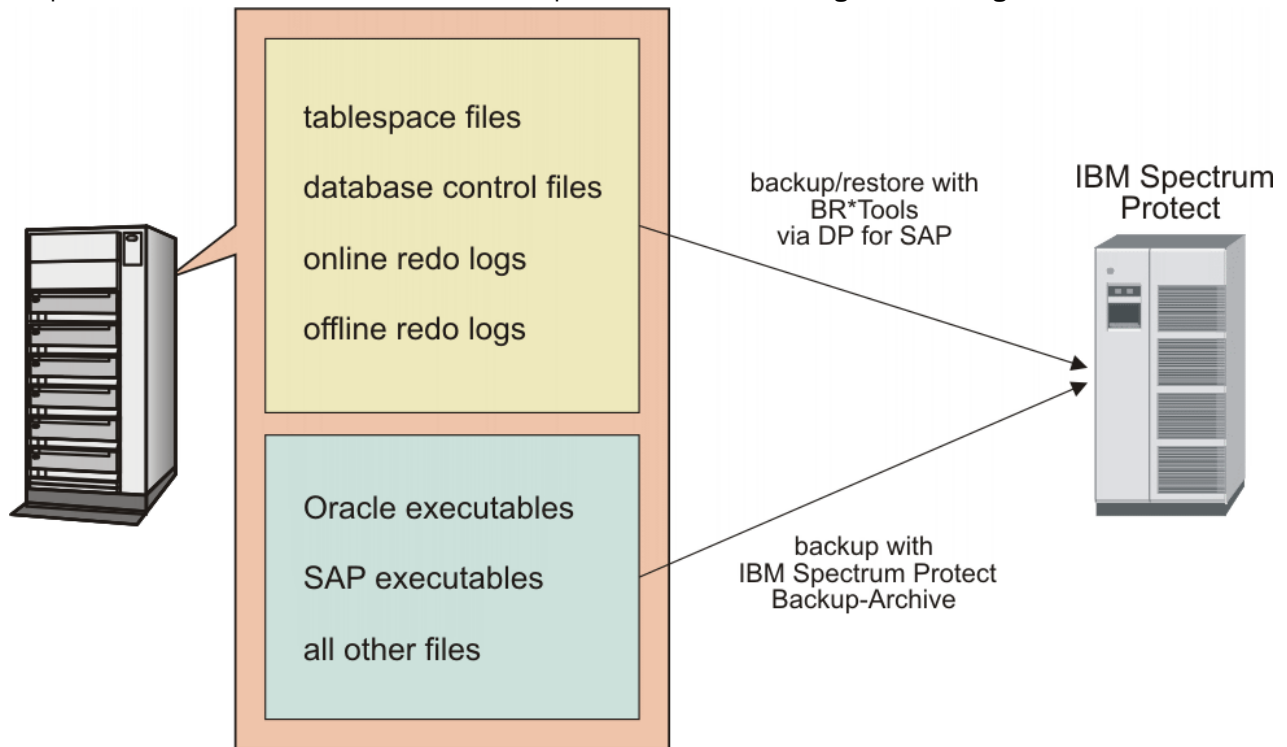 tablespace files
database control files
online redo logs
offline redo logs
Oracle executables
SAP executables
all other files
backup/restore with
BR*Tools
via DP for SAP
backup with
IBM Spectrum Protect
Backup-Archive
IBM Spectrum
Protect